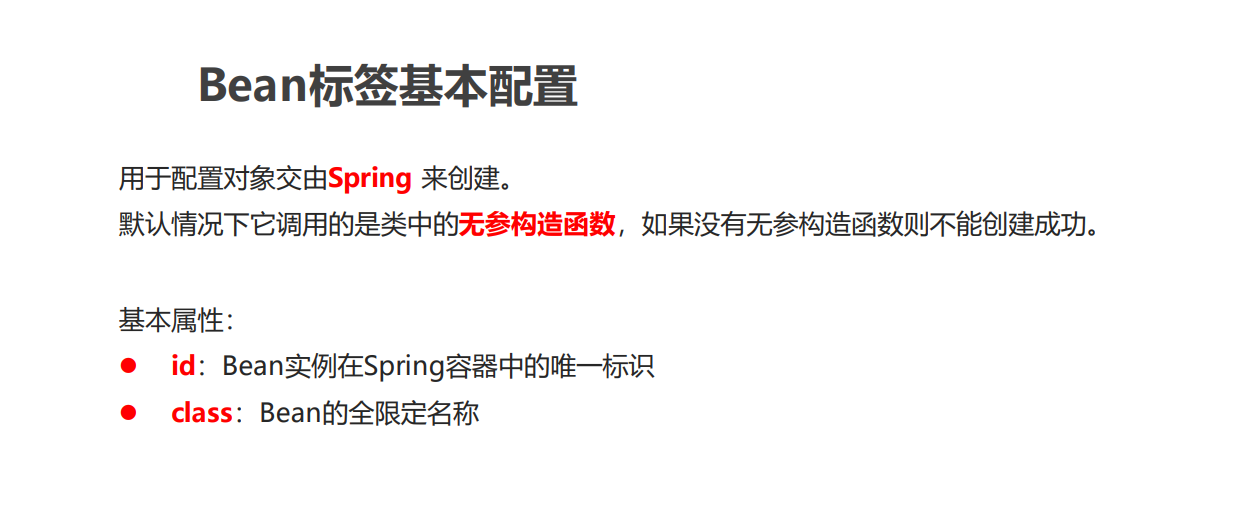 Bean标签基本配置
用于配置对象交由Spring 来创建。
默认情况下它调用的是类中的无参构造函数，如果没有无参构造函数则不能创建成功。
基本属性：
● id：Bean实例在Spring容器中的唯一标识
● class：Bean的全限定名称